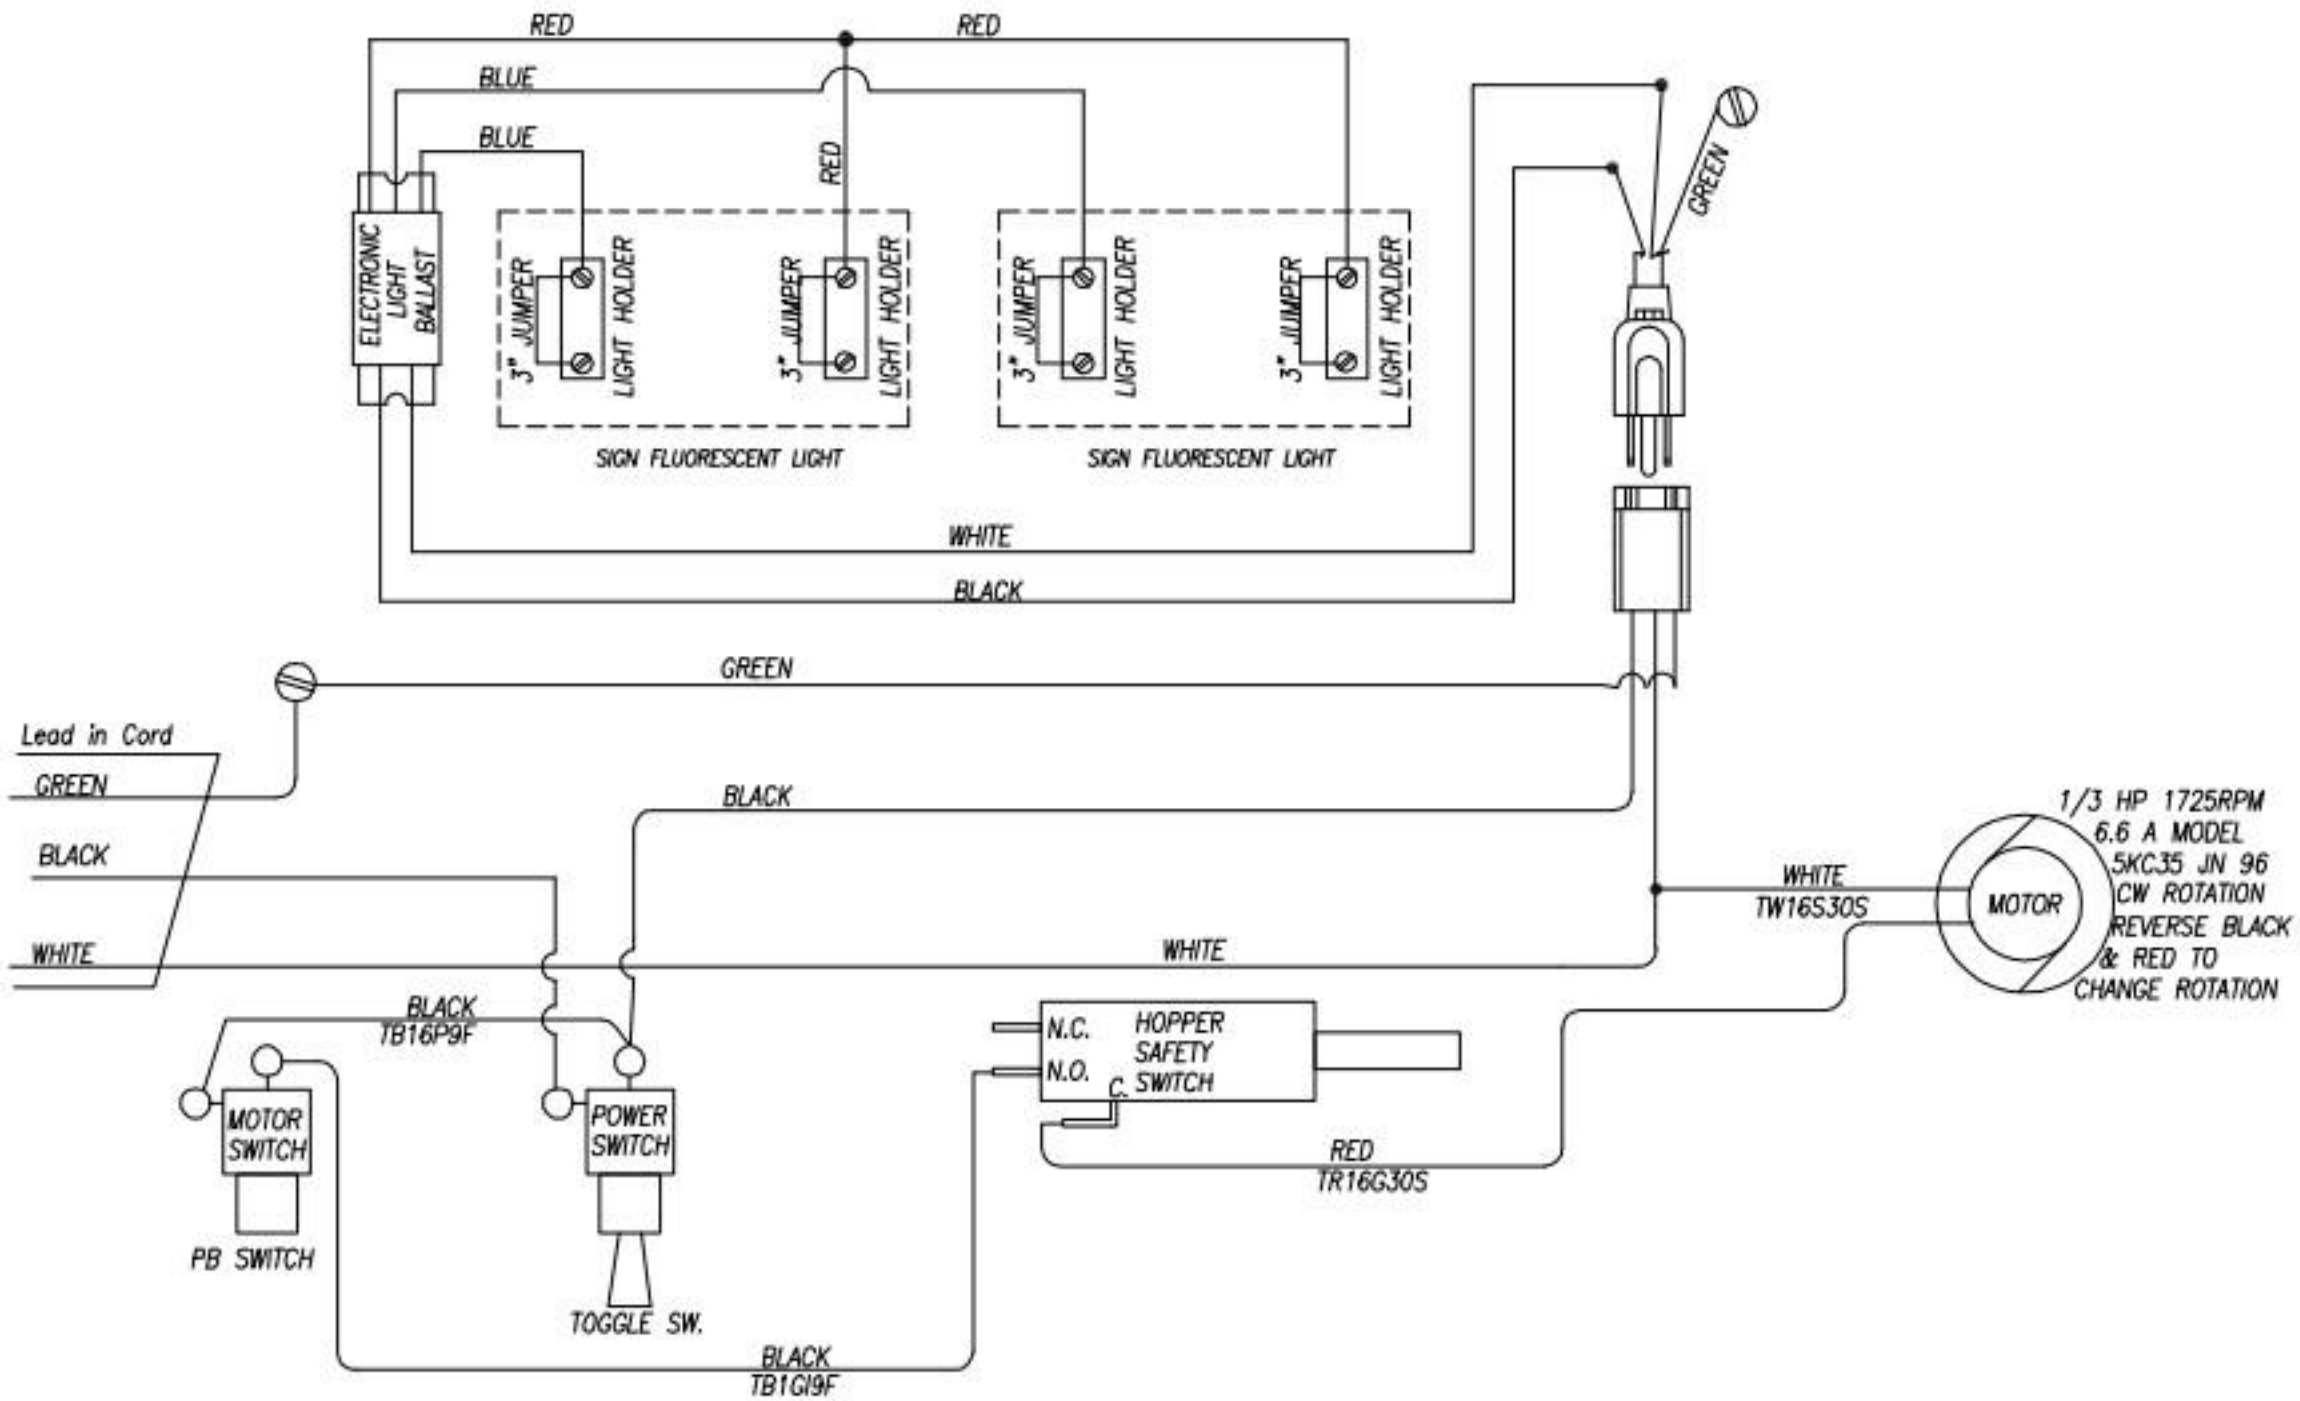 RED
RED
BLUE
BLUE
RED
GREEN
ELECTRONIC
LIGHT
BALLAST
3" JUMPER
LIGHT HOLDER
3" JUMPER
LIGHT HOLDER
3" JUMPER
LIGHT HOLDER
3" JUMPER
LIGHT HOLDER
SIGN FLUORESCENT LIGHT
SIGN FLUORESCENT LIGHT
WHITE
BLACK
GREEN
Lead in Cord
GREEN
BLACK
BLACK
WHITE
WHITE
WHITE
TW16S30S
MOTOR
1/3 HP 1725RPM
6.6 A MODEL
5KC35 JN 96
CW ROTATION
REVERSE BLACK
& RED TO
CHANGE ROTATION
BLACK
TB16P9F
N.C.
N.O.
C.
HOPPER
SAFETY
SWITCH
MOTOR
SWITCH
POWER
SWITCH
RED
TR16G30S
PB SWITCH
TOGGLE SW.
BLACK
TB1GI9F